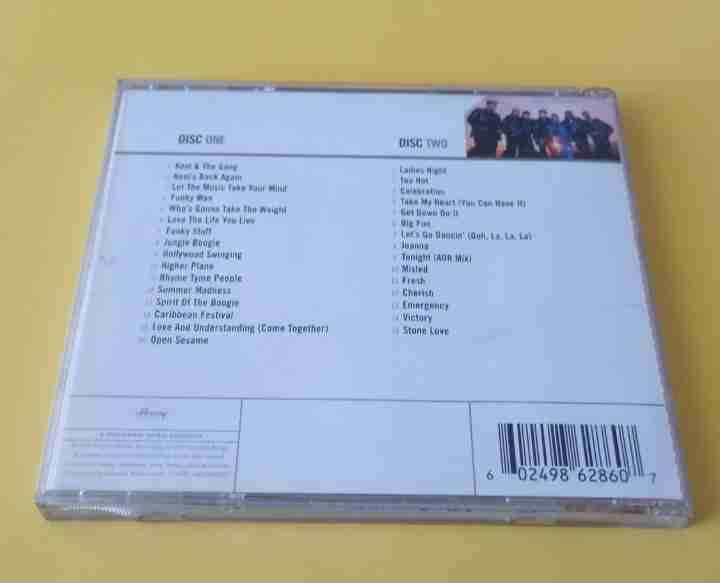 DISC ONE
Kool & The Gang
Kool's Back Again
Let The Music Take Your Mind
Funky Man
Who's Gonna Take The Weight
Love The Life You Live
Funky Stuff
Jungle Boogie
Hollywood Swinging
Higher Plane
Rhyme Tyme People
Summer Madness
Spirit Of The Boogie
Caribbean Festival
Love And Understanding (Come Together)
Open Sesame
DISC TWO
Ladies Night
Too Hot
Celebration
Take My Heart (You Can Have It)
Get Down On It
Big Fun
Let's Go Dancin' (Ooh, La, La, La)
Joanna
Tonight (AOR Mix)
Misled
Fresh
Cherish
Emergency
Victory
Stone Love
Mercury
6 02498 62860 7